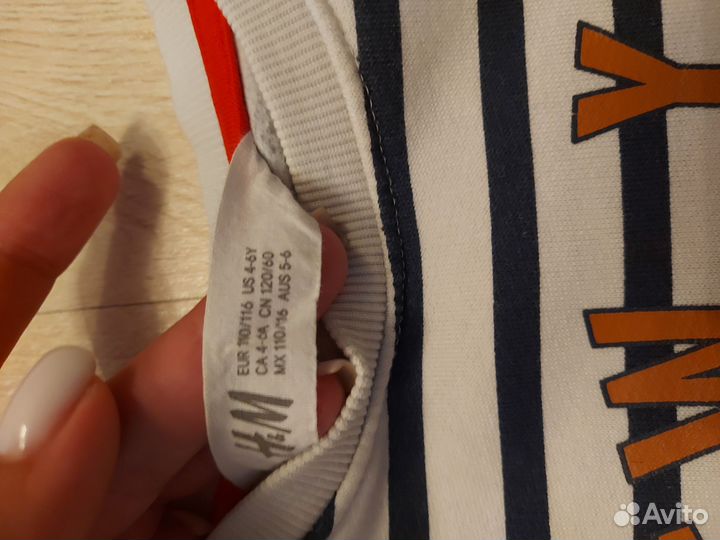 H&M
EUR 110/116 US 4-6Y
CA 4-6A CN 120/60
MX 110/116 AUS 5-6
Y
W
Avito